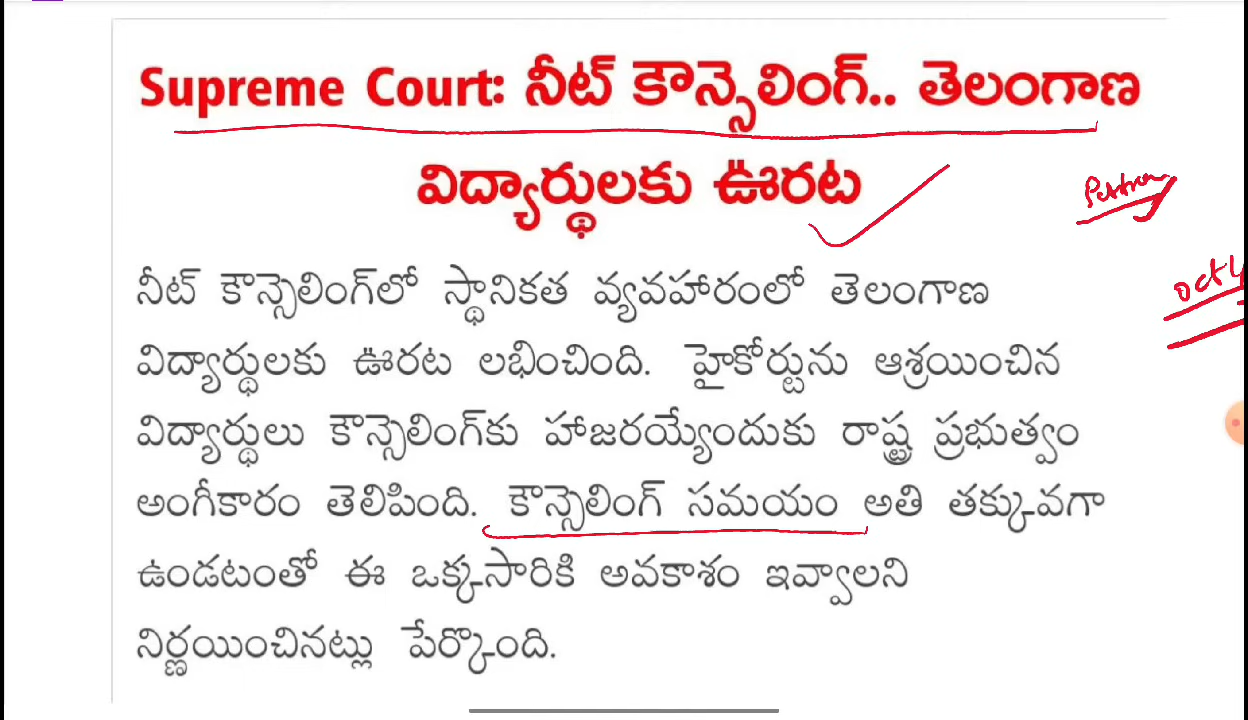 Supreme Court: నీట్ కౌన్సెలింగ్.. తెలంగాణ
విద్యార్థులకు ఊరట
నీట్ కౌన్సెలింగ్‌లో స్థానికత వ్యవహారంలో తెలంగాణ
విద్యార్థులకు ఊరట లభించింది. హైకోర్టును ఆశ్రయించిన
విద్యార్థులు కౌన్సెలింగ్‌కు హాజరయ్యేందుకు రాష్ట్ర ప్రభుత్వం
అంగీకారం తెలిపింది. కౌన్సెలింగ్ సమయం అతి తక్కువగా
ఉండటంతో ఈ ఒక్కసారికి అవకాశం ఇవ్వాలని
నిర్ణయించినట్లు పేర్కొంది.